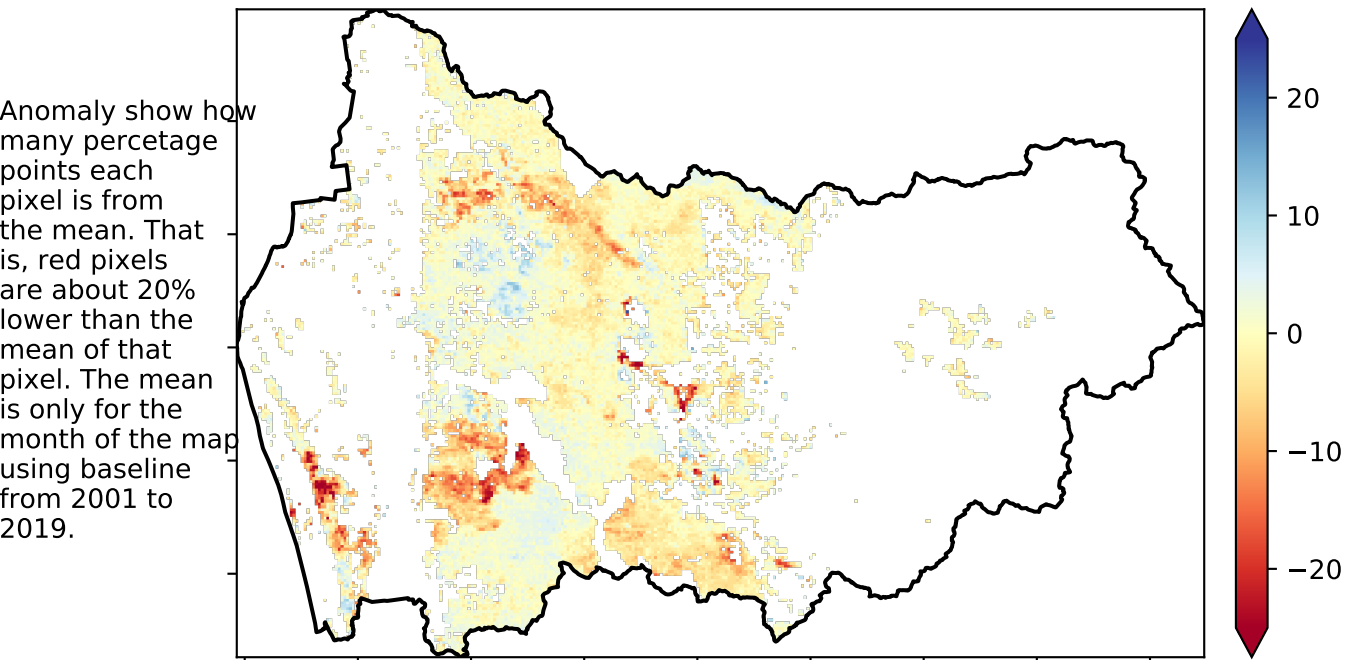 Anomaly show how
many percetage
points each
pixel is from
the mean. That
is, red pixels
are about 20%
lower than the
mean of that
pixel. The mean
is only for the
month of the map
using baseline
from 2001 to
2019.
20
10
0
−10
−20